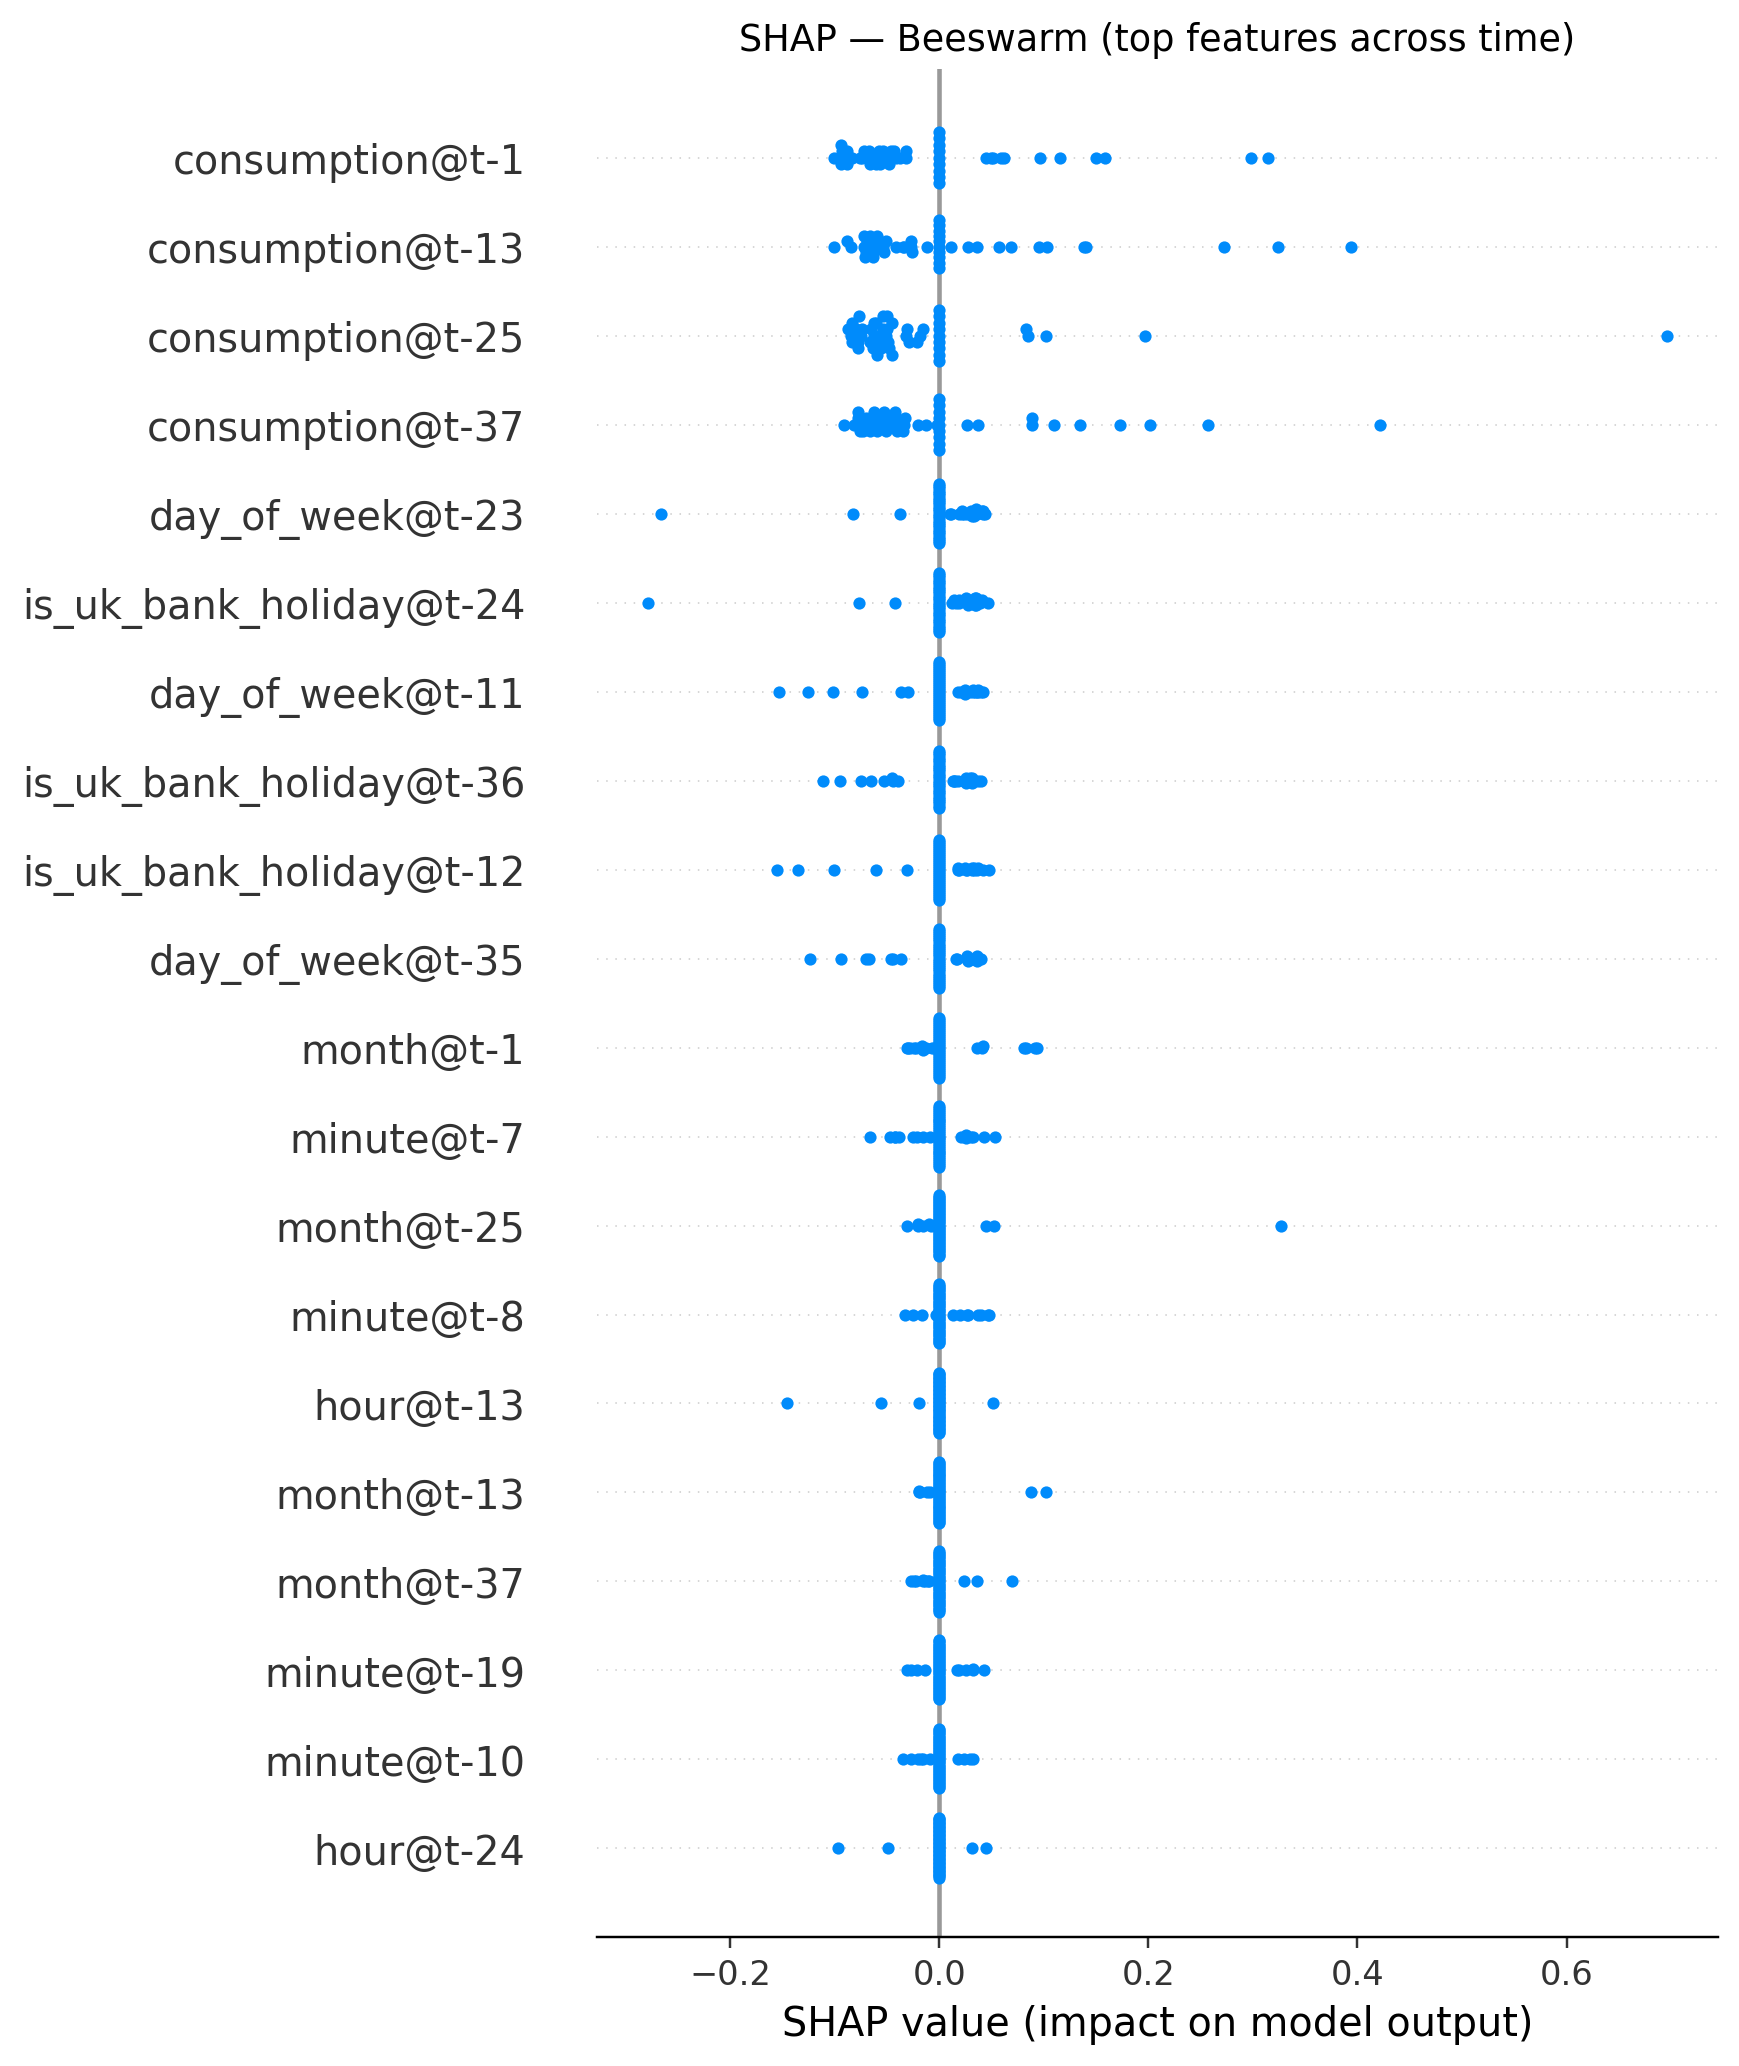 SHAP — Beeswarm (top features across time)
consumption@t-1
consumption@t-13
consumption@t-25
consumption@t-37
day_of_week@t-23
is_uk_bank_holiday@t-24
day_of_week@t-11
is_uk_bank_holiday@t-36
is_uk_bank_holiday@t-12
day_of_week@t-35
month@t-1
minute@t-7
month@t-25
minute@t-8
hour@t-13
month@t-13
month@t-37
minute@t-19
minute@t-10
hour@t-24
−0.2 0.0 0.2 0.4 0.6
SHAP value (impact on model output)